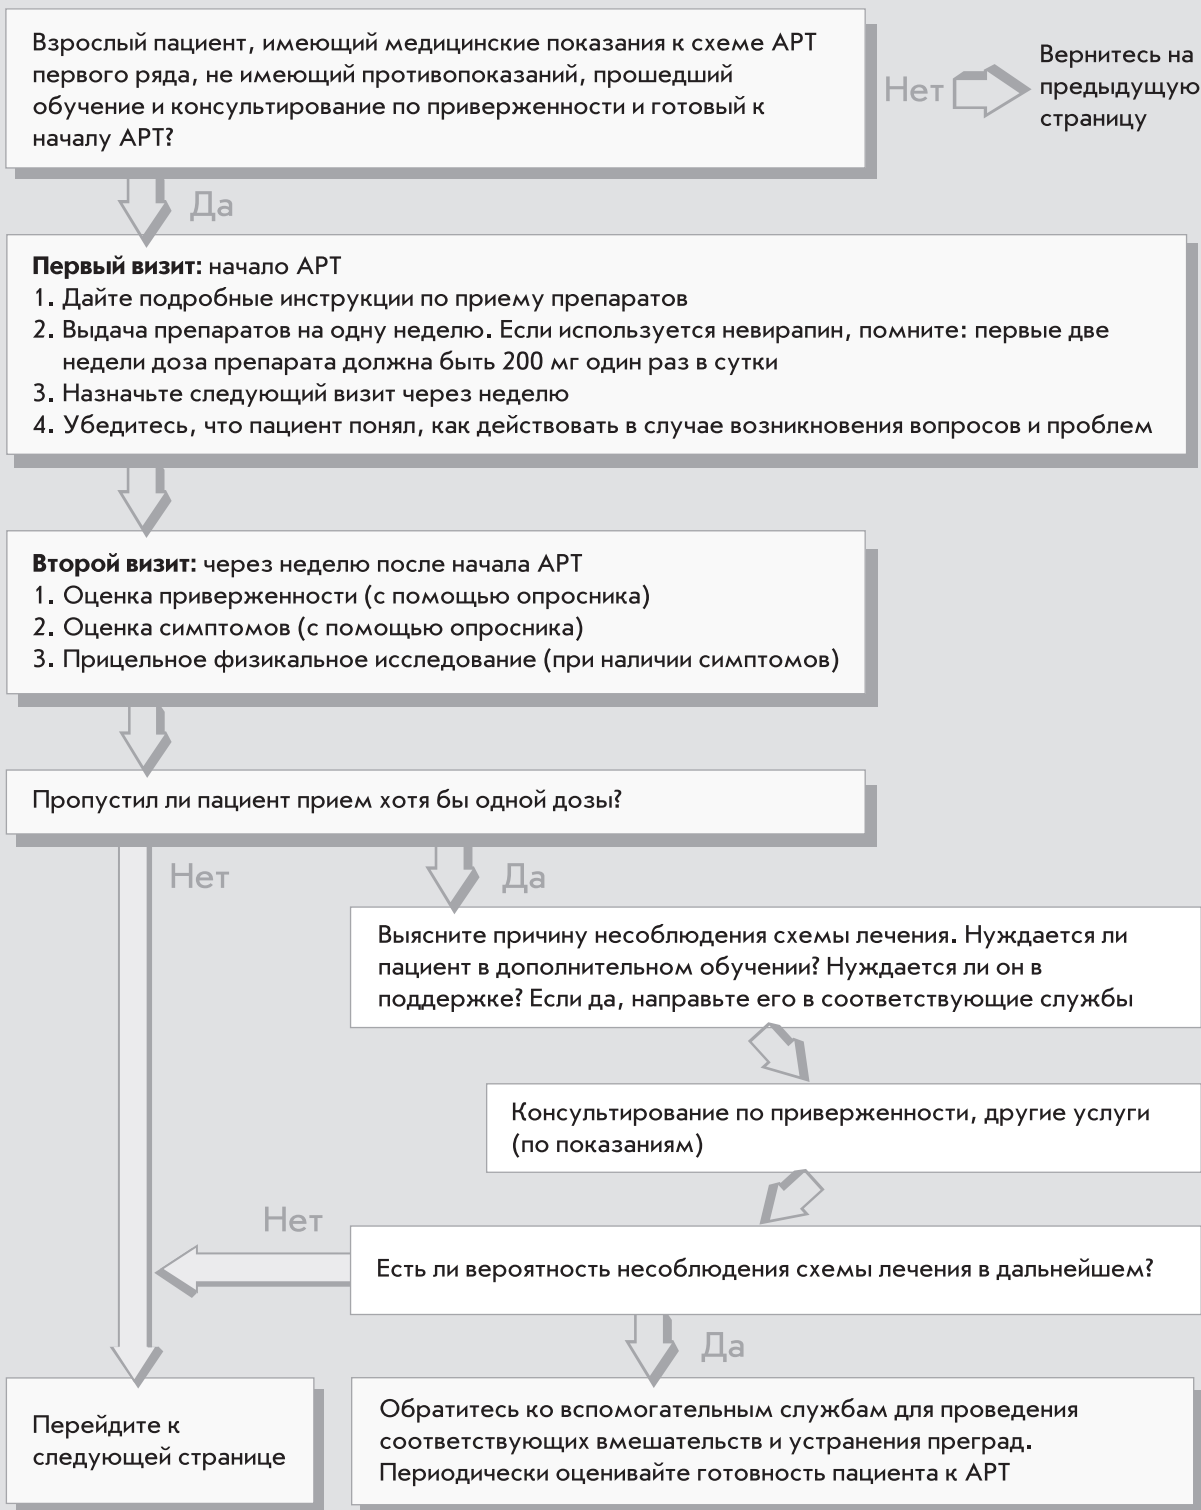 Взрослый пациент, имеющий медицинские показания к схеме АРТ
первого ряда, не имеющий противопоказаний, прошедший
обучение и консультирование по приверженности и готовый к
началу АРТ?
Нет
Вернитесь на
предыдущую
страницу
Да
Первый визит: начало АРТ
1. Дайте подробные инструкции по приему препаратов
2. Выдача препаратов на одну неделю. Если используется невирапин, помните: первые две
недели доза препарата должна быть 200 мг один раз в сутки
3. Назначьте следующий визит через неделю
4. Убедитесь, что пациент понял, как действовать в случае возникновения вопросов и проблем
Второй визит: через неделю после начала АРТ
1. Оценка приверженности (с помощью опросника)
2. Оценка симптомов (с помощью опросника)
3. Прицельное физикальное исследование (при наличии симптомов)
Пропустил ли пациент прием хотя бы одной дозы?
Нет
Да
Выясните причину несоблюдения схемы лечения. Нуждается ли
пациент в дополнительном обучении? Нуждается ли он в
поддержке? Если да, направьте его в соответствующие службы
Консультирование по приверженности, другие услуги
(по показаниям)
Нет
Есть ли вероятность несоблюдения схемы лечения в дальнейшем?
Да
Перейдите к
следующей странице
Обратитесь ко вспомогательным службам для проведения
соответствующих вмешательств и устранения преград.
Периодически оценивайте готовность пациента к АРТ